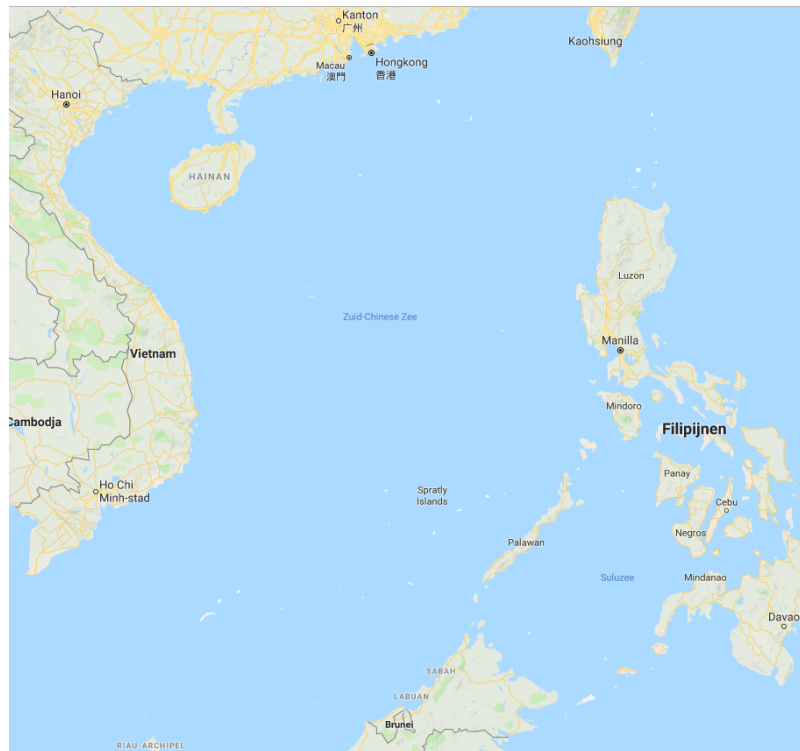 Kanton
广州
Kaohsiung
Macau
澳門
Hongkong
香港
Hanoi
HAINAN
Luzon
Zuid-Chinese Zee
Manilla
Vietnam
Mindoro
Cambodja
Filipijnen
Panay
Ho Chi
Minh-stad
Spratly
Islands
Cebu
Negros
Palawan
Suluzee
Mindanao
Davao
SABAH
LABUAN
Brunei
RIAU-ARCHIPEL